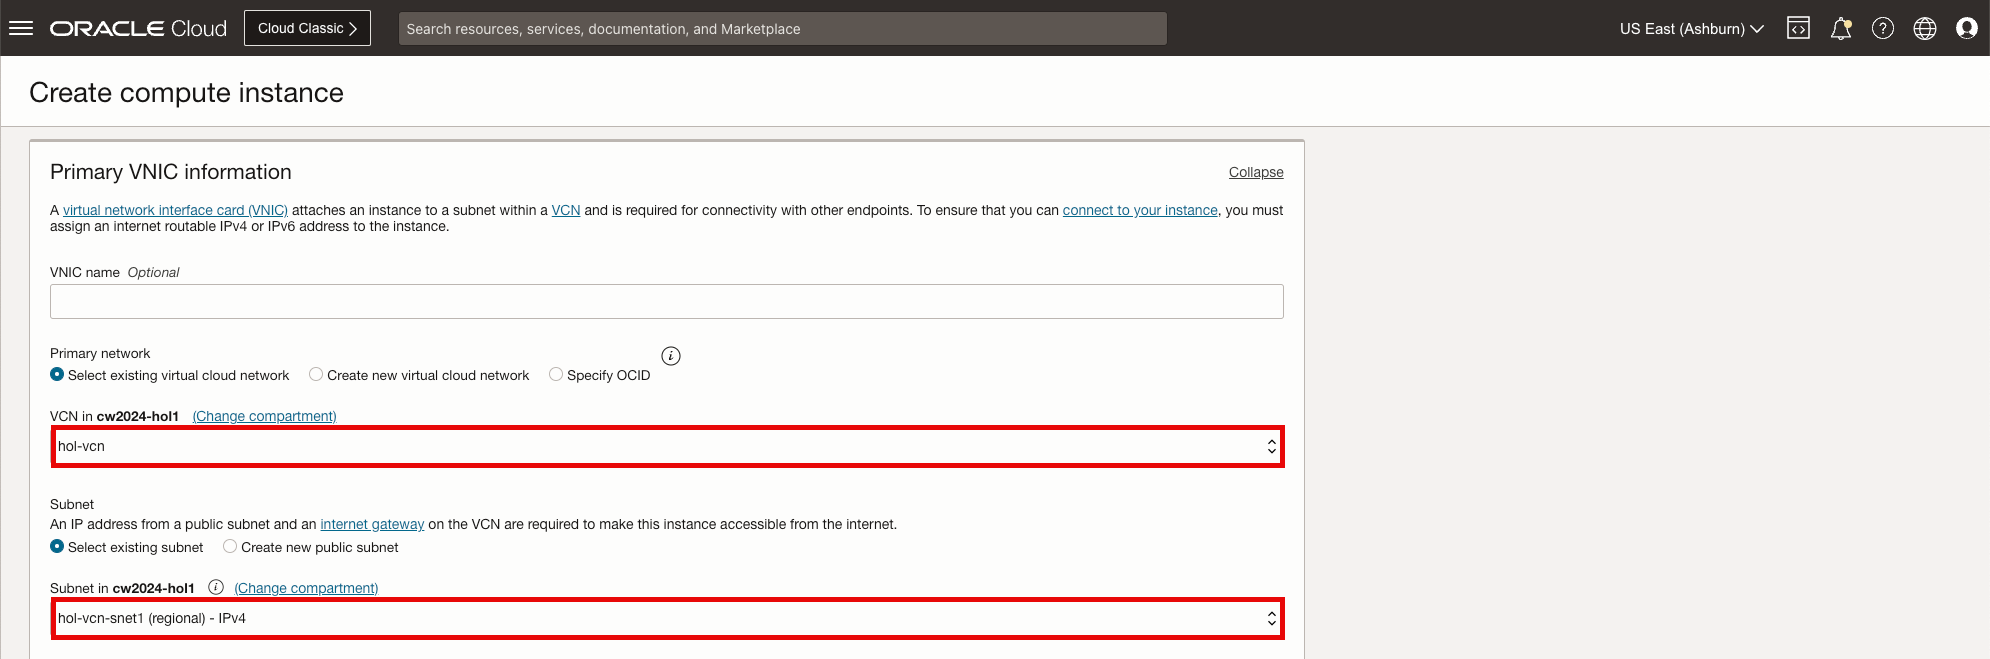 ORACLE Cloud
Cloud Classic
Search resources, services, documentation, and Marketplace
US East (Ashburn)
Create compute instance
Primary VNIC information
Collapse
A virtual network interface card (VNIC) attaches an instance to a subnet within a VCN and is required for connectivity with other endpoints. To ensure that you can connect to your instance, you must
assign an internet routable IPv4 or IPv6 address to the instance.
VNIC name Optional
Primary network
Select existing virtual cloud network Create new virtual cloud network Specify OCID
VCN in cw2024-hol1 (Change compartment)
hol-vcn
Subnet
An IP address from a public subnet and an internet gateway on the VCN are required to make this instance accessible from the internet.
Select existing subnet Create new public subnet
Subnet in cw2024-hol1 (Change compartment)
hol-vcn-snet1 (regional) - IPv4